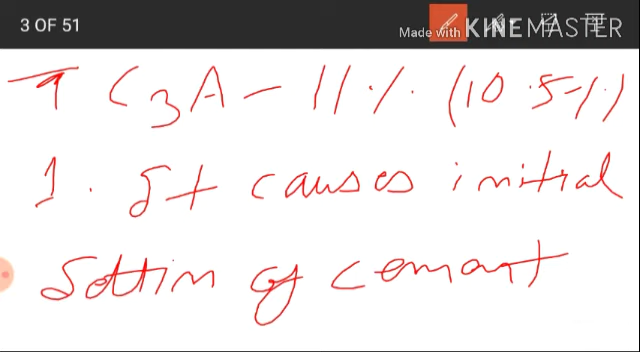 3 OF 51
Made with KINEMASTER
C3A - 11% (10.5%)
1. It causes initial
Settin of cement